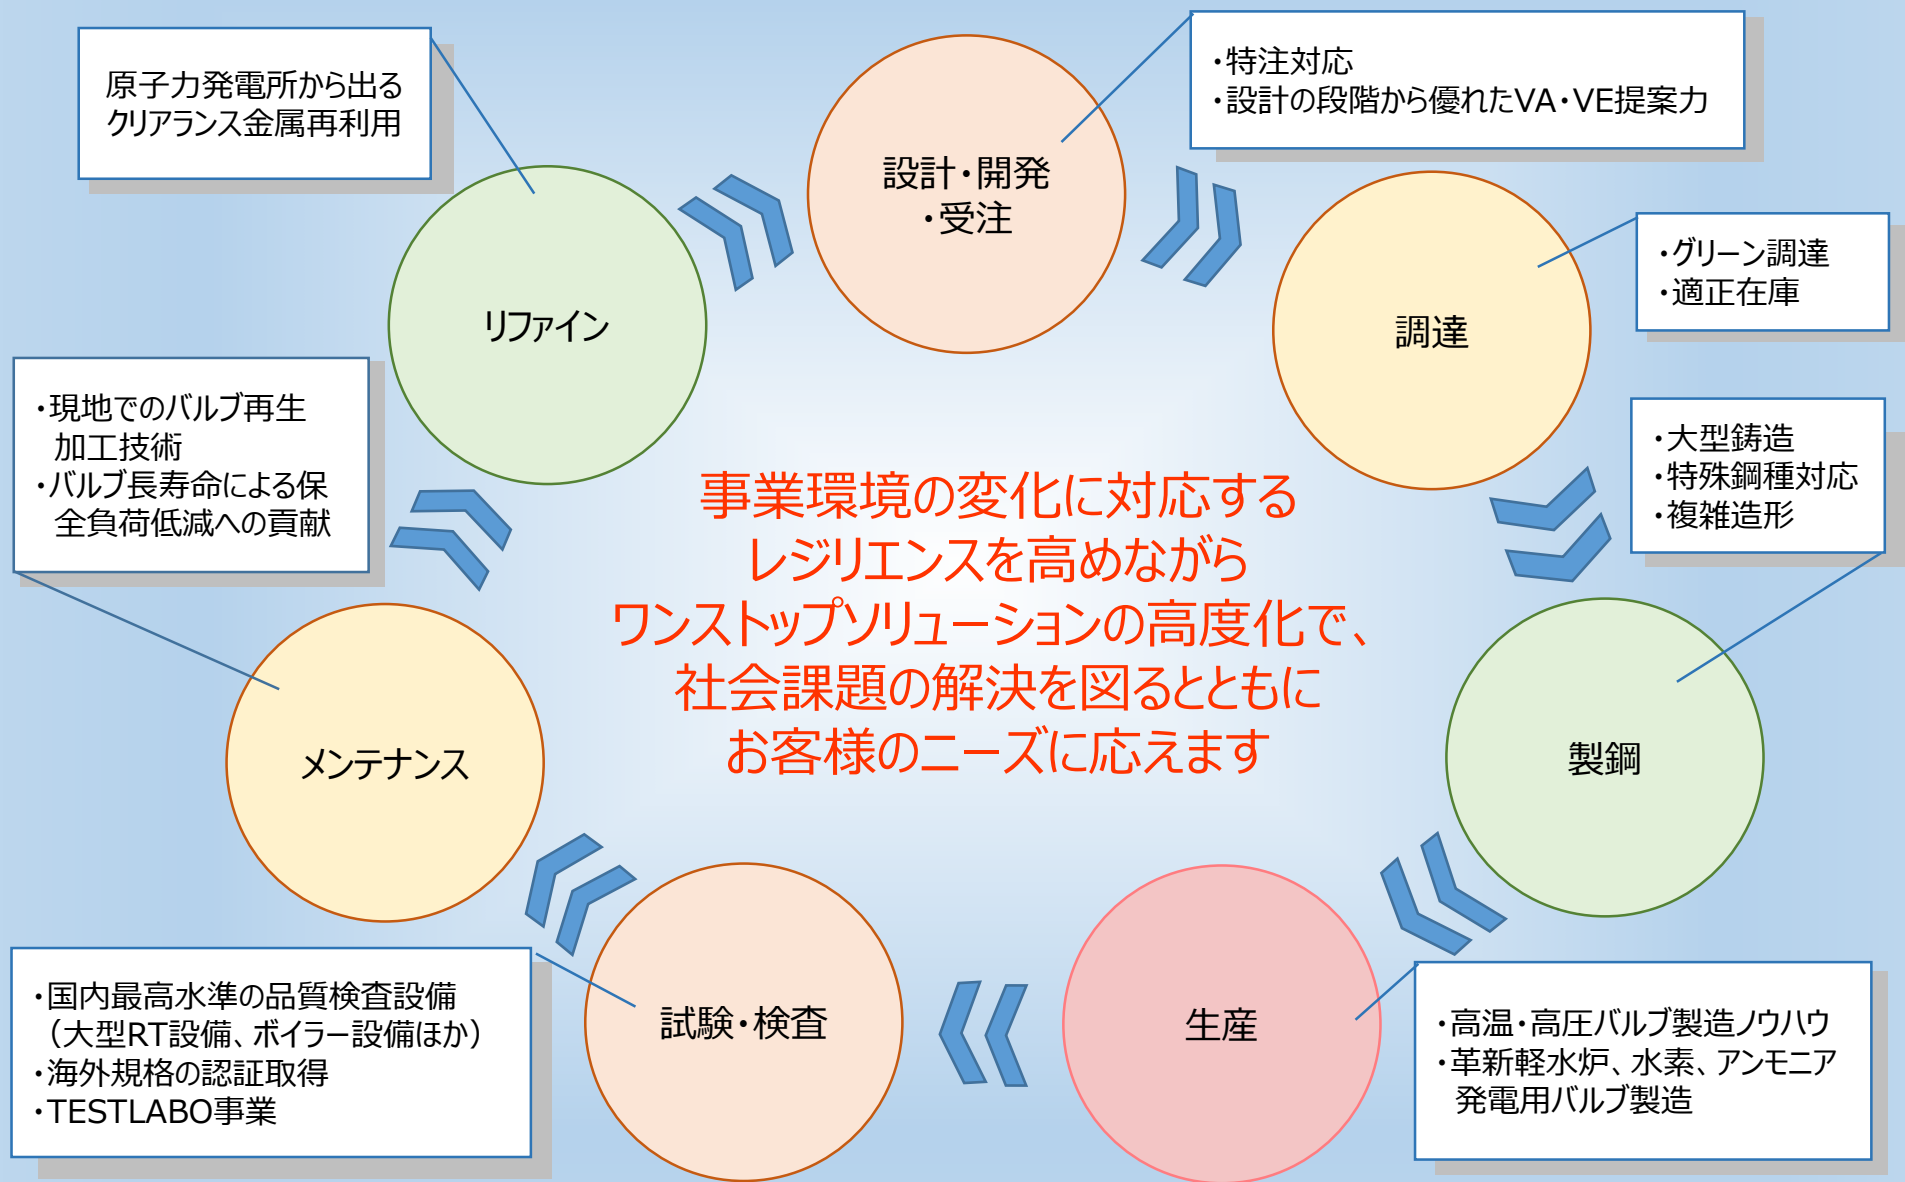 原子力発電所から出る
クリアランス金属再利用
設計・開発
・受注
・特注対応
・設計の段階から優れたVA・VE提案力
リファイン
調達
・グリーン調達
・適正在庫
・現地でのバルブ再生
加工技術
・バルブ長寿命による保
全負荷低減への貢献
・大型鋳造
・特殊鋼種対応
・複雑造形
事業環境の変化に対応する
レジリエンスを高めながら
ワンストップソリューションの高度化で、
社会課題の解決を図るとともに
お客様のニーズに応えます
メンテナンス
製鋼
・国内最高水準の品質検査設備
（大型RT設備、ボイラー設備ほか）
・海外規格の認証取得
・TESTLABO事業
試験・検査
生産
・高温・高圧バルブ製造ノウハウ
・革新軽水炉、水素、アンモニア
発電用バルブ製造